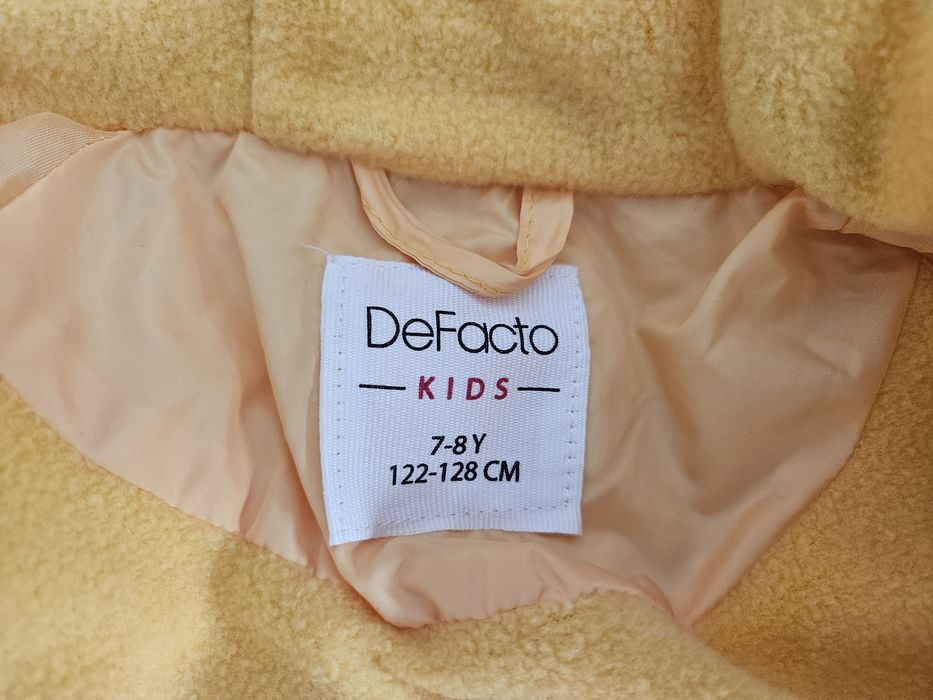 DeFacto
KIDS
7-8 Y
122-128 CM